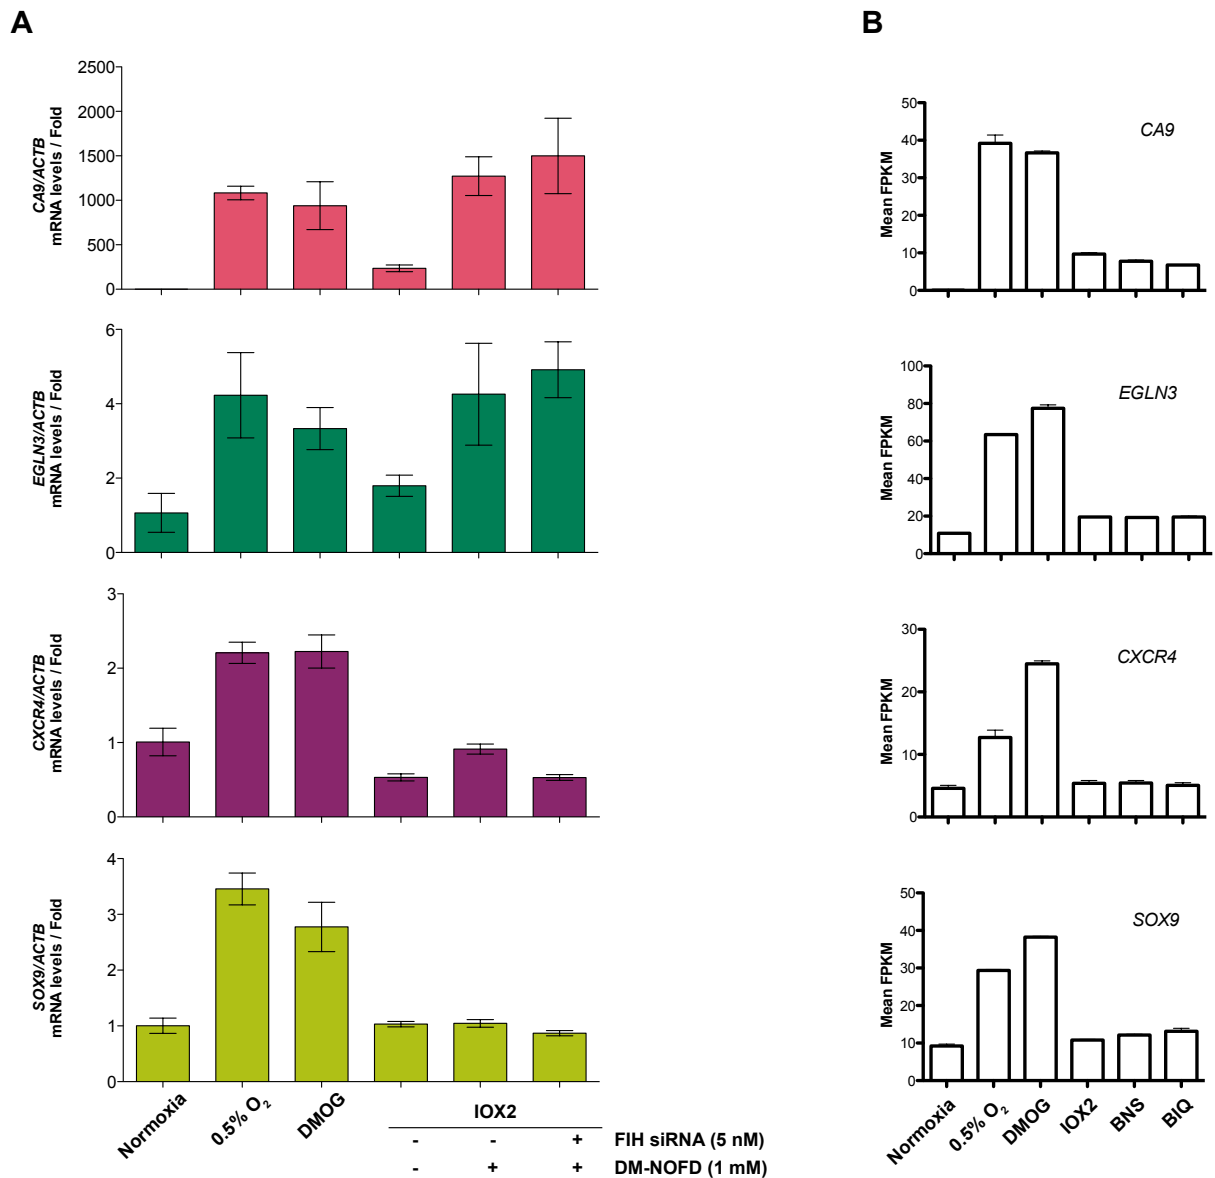 A
CA9/ACTB
mRNA levels / Fold
2500
2000
1500
1000
500
0
EGLN3/ACTB
mRNA levels / Fold
6
4
2
0
CXCR4/ACTB
mRNA levels / Fold
3
2
1
0
SOX9/ACTB
mRNA levels / Fold
4
3
2
1
0
Normoxia
0.5% O₂
DMOG
IOX2
- - + FIH siRNA (5 nM)
- + + DM-NOFD (1 mM)
B
CA9
Mean FPKM
50
40
30
20
10
0
EGLN3
Mean FPKM
100
80
60
40
20
0
CXCR4
Mean FPKM
30
20
10
0
SOX9
Mean FPKM
50
40
30
20
10
0
Normoxia
0.5% O₂
DMOG
IOX2
BNS
BIQ